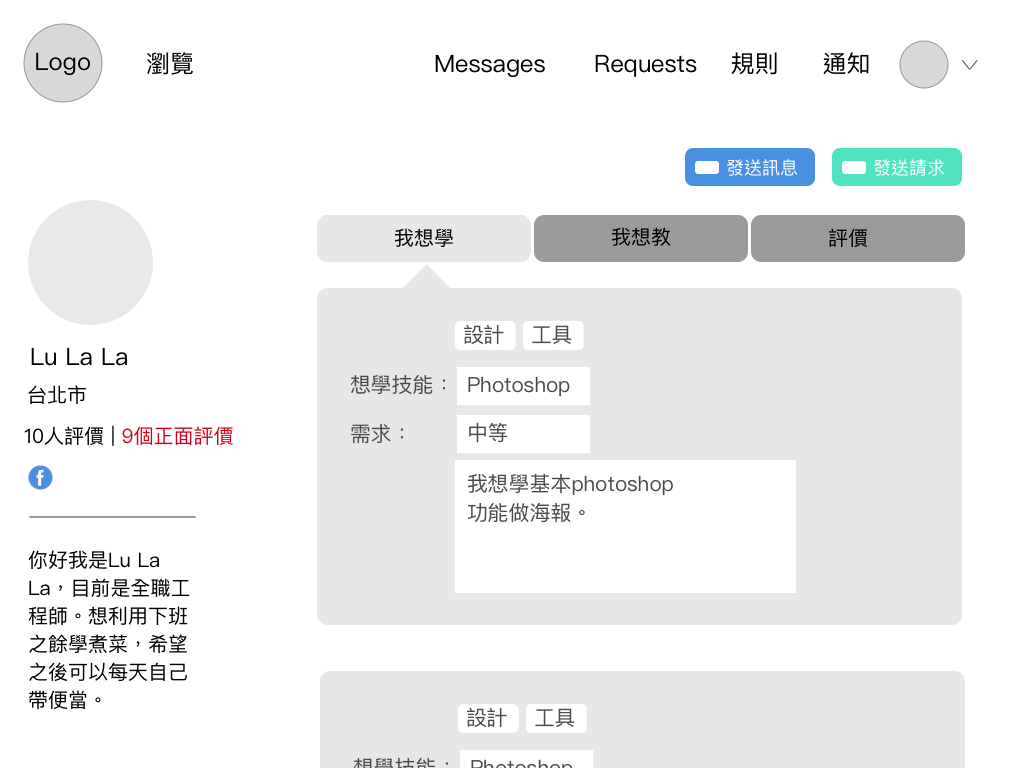 Logo
瀏覽
Messages
Requests
規則
通知
發送訊息
發送請求
我想學
我想教
評價
Lu La La
台北市
10人評價 | 9個正面評價
你好我是Lu La
La，目前是全職工
程師。想利用下班
之餘學煮菜，希望
之後可以每天自己
帶便當。
設計
工具
想學技能：
Photoshop
需求：
中等
我想學基本photoshop
功能做海報。
設計
工具
想學技能：
Photoshop